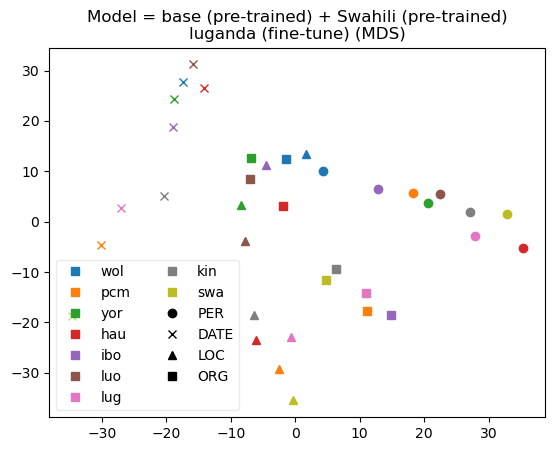 Model = base (pre-trained) + Swahili (pre-trained)
luganda (fine-tune) (MDS)
30
20
10
0
−10
−20
−30
wol
pcm
yor
hau
ibo
luo
lug
kin
swa
PER
DATE
LOC
ORG
−30
−20
−10
0
10
20
30